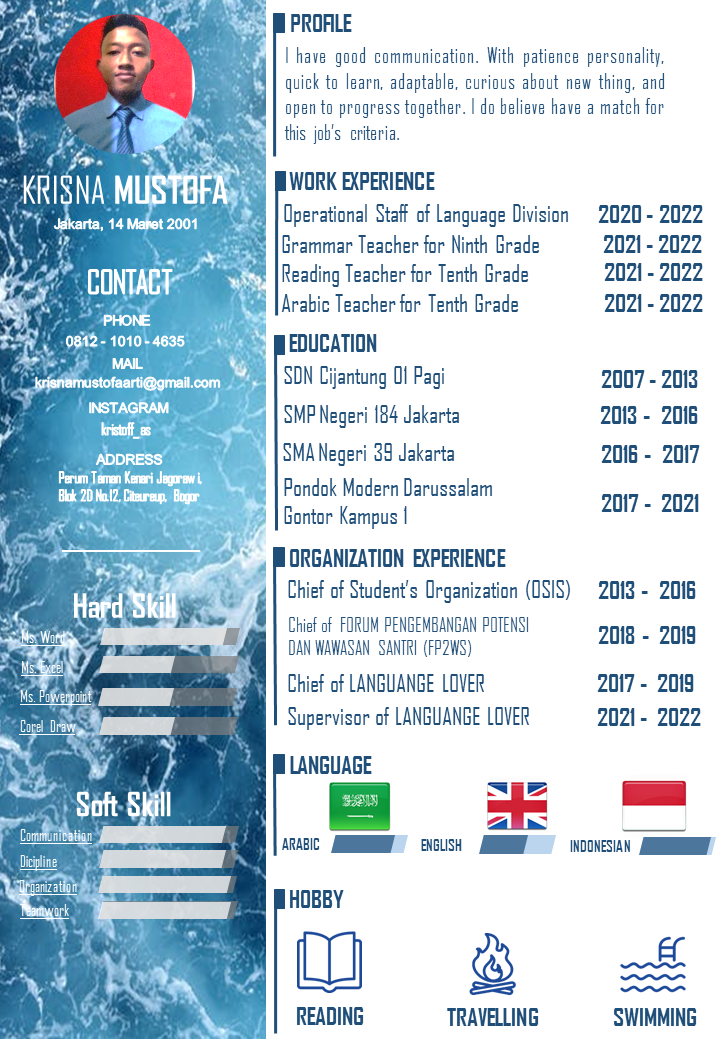 KRISNA MUSTOFA
Jakarta, 14 Maret 2001
CONTACT
PHONE
0812 - 1010 - 4635
MAIL
krisnamustofaarti@gmail.com
INSTAGRAM
kristoff_as
ADDRESS
Perum Taman Kenari Jagorawi,
Blok 2D No.12, Citeureup, Bogor
Hard Skill
Ms. Word
Ms. Excel
Ms. Powerpoint
Corel Draw
Soft Skill
Communication
Dicipline
Organization
Teamwork
PROFILE
I have good communication. With patience personality,
quick to learn, adaptable, curious about new thing, and
open to progress together. I do believe have a match for
this job's criteria.
WORK EXPERIENCE
Operational Staff of Language Division 2020 - 2022
Grammar Teacher for Ninth Grade 2021 - 2022
Reading Teacher for Tenth Grade 2021 - 2022
Arabic Teacher for Tenth Grade 2021 - 2022
EDUCATION
SDN Cijantung 01 Pagi 2007 - 2013
SMP Negeri 184 Jakarta 2013 - 2016
SMA Negeri 39 Jakarta 2016 - 2017
Pondok Modern Darussalam
Gontor Kampus 1 2017 - 2021
ORGANIZATION EXPERIENCE
Chief of Student's Organization (OSIS) 2013 - 2016
Chief of FORUM PENGEMBANGAN POTENSI
DAN WAWASAN SANTRI (FP2WS) 2018 - 2019
Chief of LANGUANGE LOVER 2017 - 2019
Supervisor of LANGUANGE LOVER 2021 - 2022
LANGUAGE
ARABIC ENGLISH INDONESIAN
HOBBY
READING TRAVELLING SWIMMING